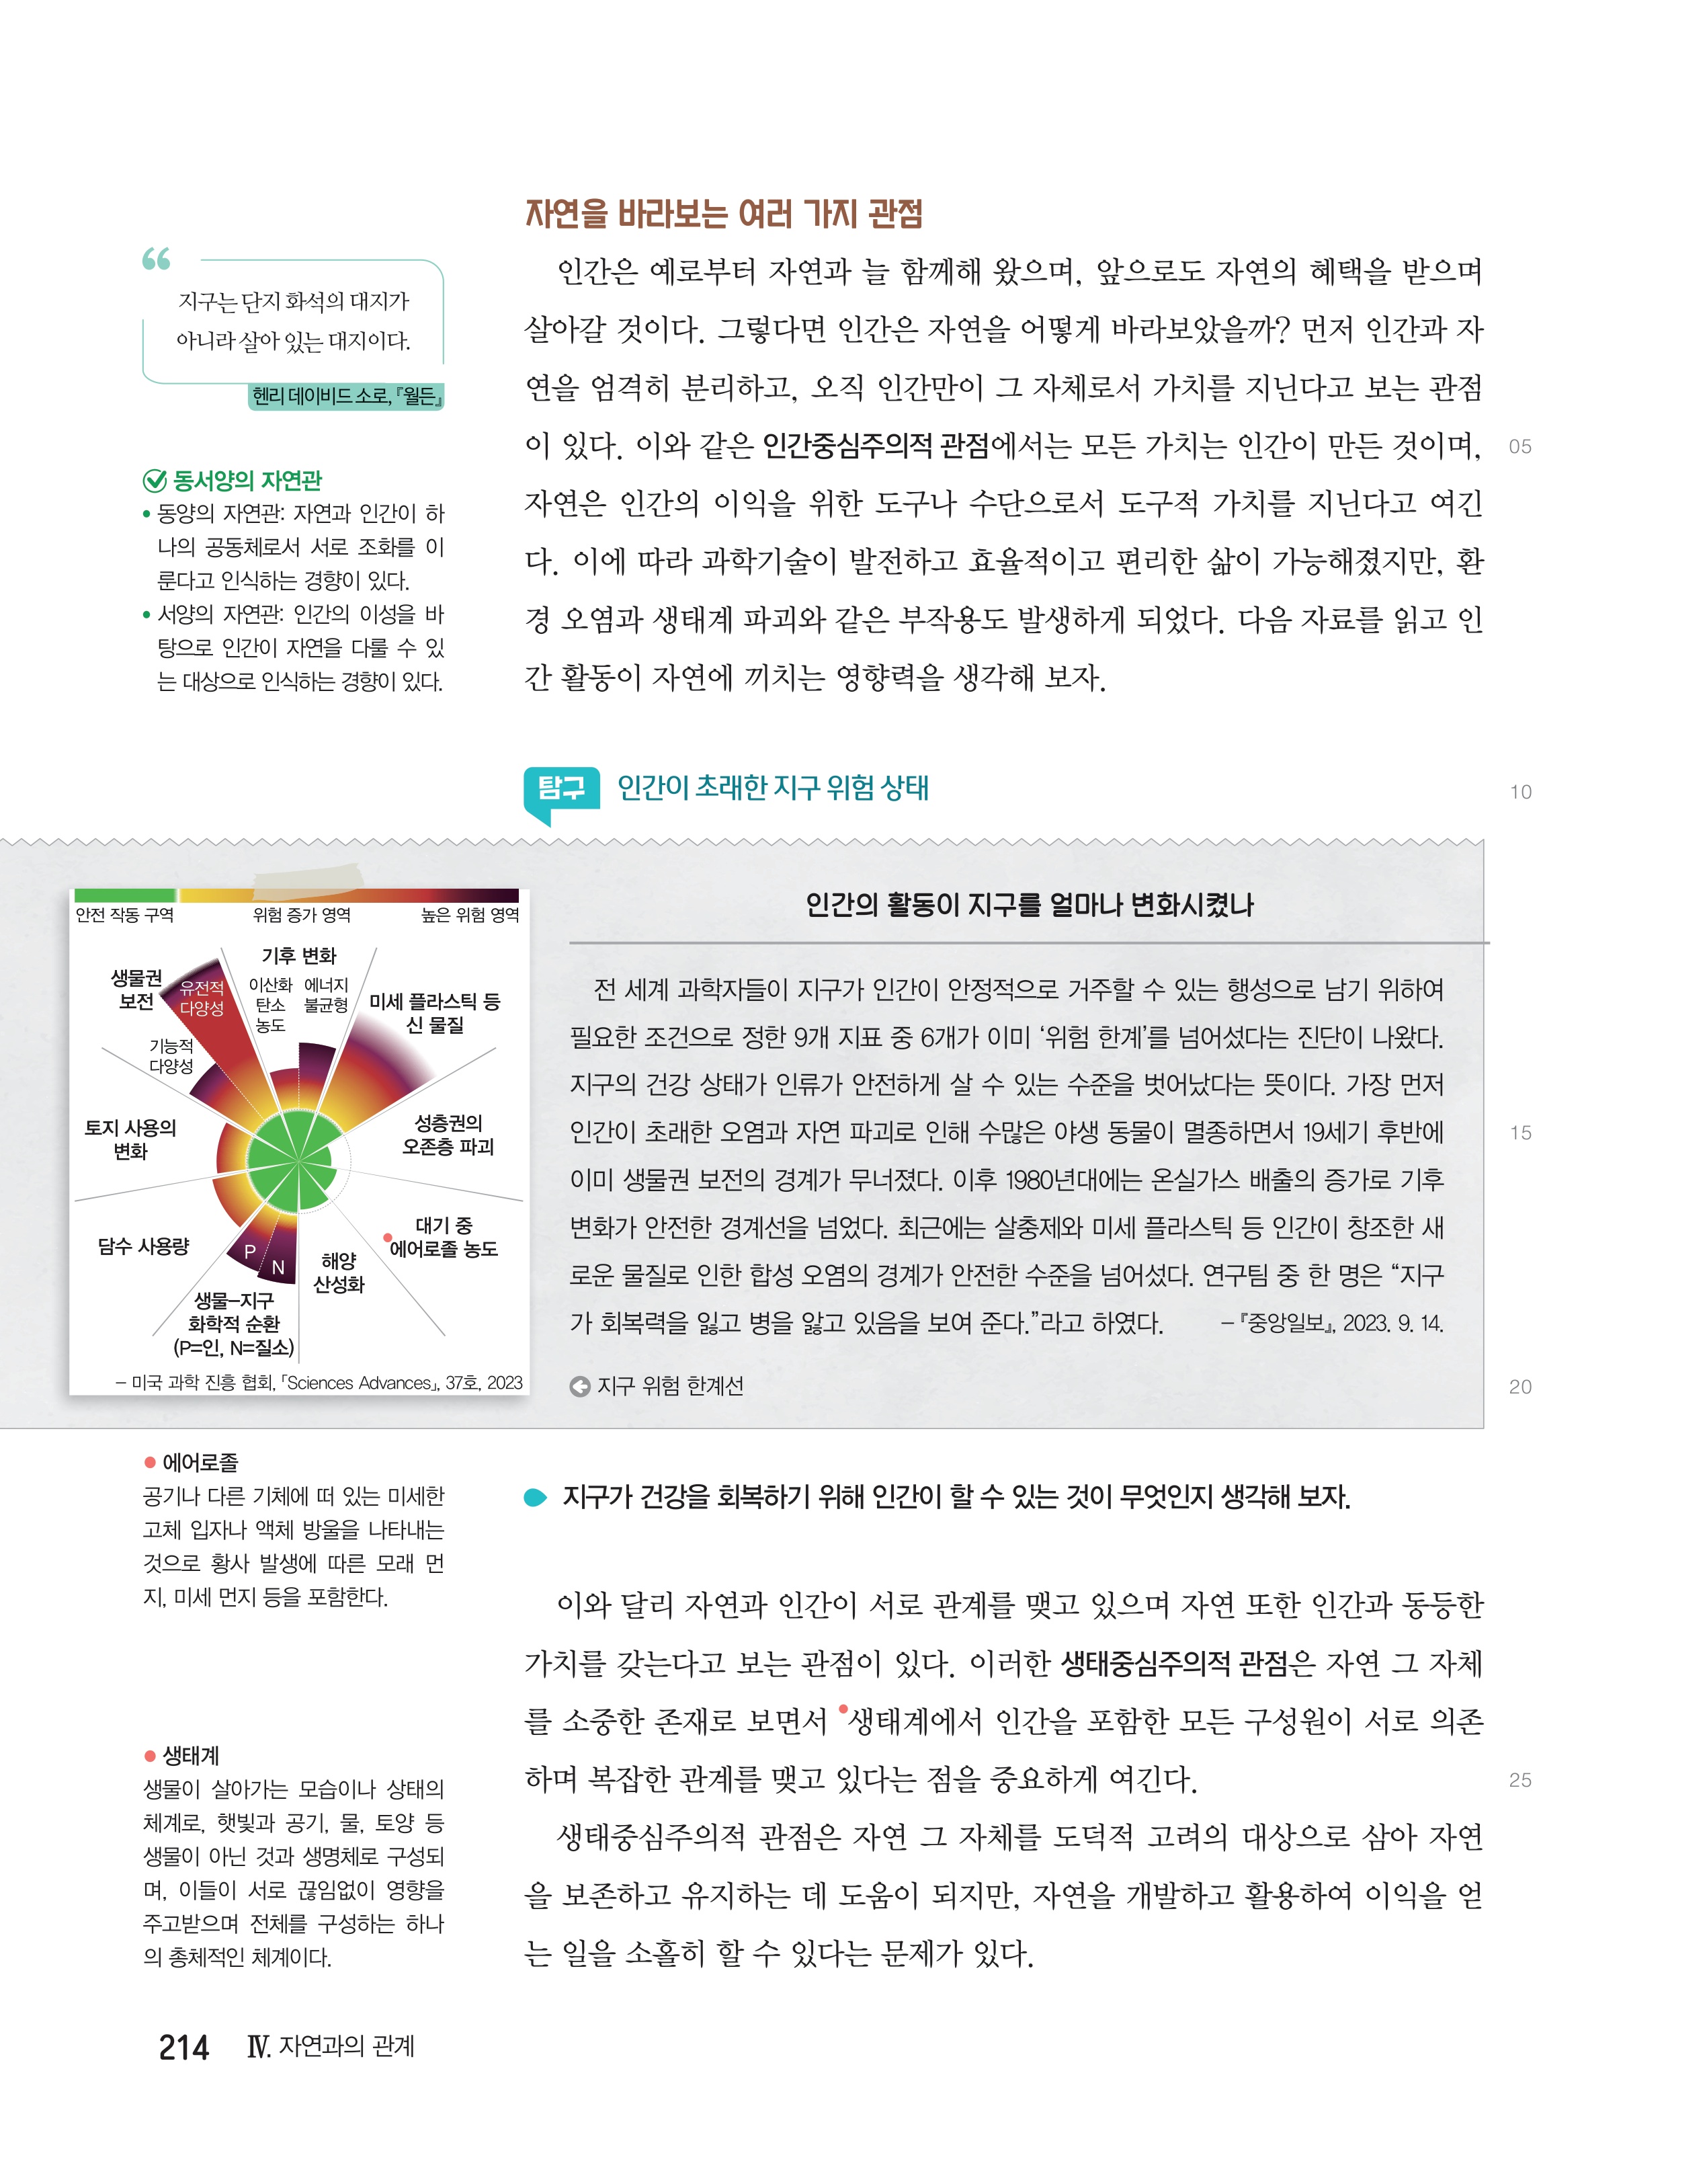 자연을 바라보는 여러 가지 관점
인간은 예로부터 자연과 늘 함께해 왔으며, 앞으로도 자연의 혜택을 받으며
살아갈 것이다. 그렇다면 인간은 자연을 어떻게 바라보았을까? 먼저 인간과 자
연을 엄격히 분리하고, 오직 인간만이 그 자체로서 가치를 지닌다고 보는 관점
이 있다. 이와 같은 인간중심주의적 관점에서는 모든 가치는 인간이 만든 것이며,
05
자연은 인간의 이익을 위한 도구나 수단으로서 도구적 가치를 지닌다고 여긴
다. 이에 따라 과학기술이 발전하고 효율적이고 편리한 삶이 가능해졌지만, 환
경 오염과 생태계 파괴와 같은 부작용도 발생하게 되었다. 다음 자료를 읽고 인
간 활동이 자연에 끼치는 영향력을 생각해 보자.
“
지구는 단지 화석의 대지가
아니라 살아 있는 대지이다.
헨리 데이비드 소로, 『월든』
동서양의 자연관
• 동양의 자연관: 자연과 인간이 하
나의 공동체로서 서로 조화를 이
룬다고 인식하는 경향이 있다.
• 서양의 자연관: 인간의 이성을 바
탕으로 인간이 자연을 다룰 수 있
는 대상으로 인식하는 경향이 있다.
탐구 인간이 초래한 지구 위험 상태
10
안전 작동 구역 위험 증가 영역 높은 위험 영역
기후 변화
이산화
탄소
농도
에너지
불균형
생물권
보전
유전적
다양성
기능적
다양성
미세 플라스틱 등
신 물질
토지 사용의
변화
성층권의
오존층 파괴
담수 사용량
대기 중
에어로졸 농도
P
N
해양
산성화
생물-지구
화학적 순환
(P=인, N=질소)
- 미국 과학 진흥 협회, 「Sciences Advances」, 37호, 2023
인간의 활동이 지구를 얼마나 변화시켰나
전 세계 과학자들이 지구가 인간이 안정적으로 거주할 수 있는 행성으로 남기 위하여
필요한 조건으로 정한 9개 지표 중 6개가 이미 ‘위험 한계’를 넘어섰다는 진단이 나왔다.
지구의 건강 상태가 인류가 안전하게 살 수 있는 수준을 벗어났다는 뜻이다. 가장 먼저
인간이 초래한 오염과 자연 파괴로 인해 수많은 야생 동물이 멸종하면서 19세기 후반에
15
이미 생물권 보전의 경계가 무너졌다. 이후 1980년대에는 온실가스 배출의 증가로 기후
변화가 안전한 경계선을 넘었다. 최근에는 살충제와 미세 플라스틱 등 인간이 창조한 새
로운 물질로 인한 합성 오염의 경계가 안전한 수준을 넘어섰다. 연구팀 중 한 명은 “지구
가 회복력을 잃고 병을 앓고 있음을 보여 준다.”라고 하였다. - 『중앙일보』, 2023. 9. 14.
지구 위험 한계선
20
지구가 건강을 회복하기 위해 인간이 할 수 있는 것이 무엇인지 생각해 보자.
• 에어로졸
공기나 다른 기체에 떠 있는 미세한
고체 입자나 액체 방울을 나타내는
것으로 황사 발생에 따른 모래 먼
지, 미세 먼지 등을 포함한다.
이와 달리 자연과 인간이 서로 관계를 맺고 있으며 자연 또한 인간과 동등한
가치를 갖는다고 보는 관점이 있다. 이러한 생태중심주의적 관점은 자연 그 자체
를 소중한 존재로 보면서 •생태계에서 인간을 포함한 모든 구성원이 서로 의존
하며 복잡한 관계를 맺고 있다는 점을 중요하게 여긴다.
25
생태중심주의적 관점은 자연 그 자체를 도덕적 고려의 대상으로 삼아 자연
을 보존하고 유지하는 데 도움이 되지만, 자연을 개발하고 활용하여 이익을 얻
는 일을 소홀히 할 수 있다는 문제가 있다.
• 생태계
생물이 살아가는 모습이나 상태의
체계로, 햇빛과 공기, 물, 토양 등
생물이 아닌 것과 생명체로 구성되
며, 이들이 서로 끊임없이 영향을
주고받으며 전체를 구성하는 하나
의 총체적인 체계이다.
214 Ⅳ. 자연과의 관계